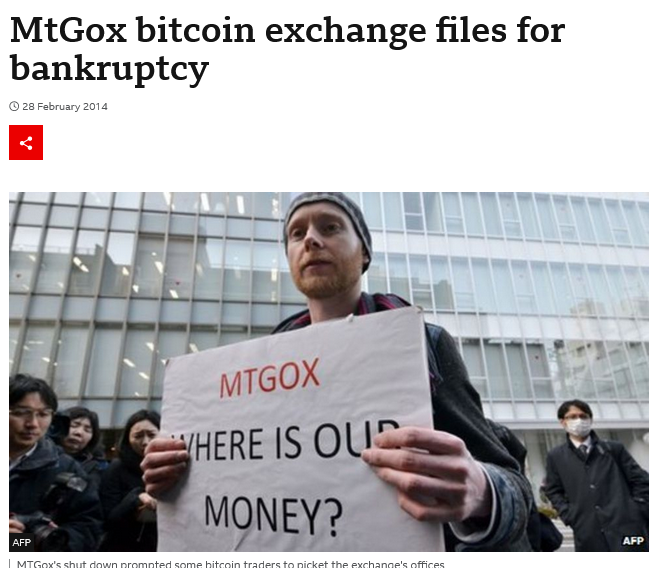 MtGox bitcoin exchange files for
bankruptcy
28 February 2014
MTGOX
WHERE IS OUR
MONEY?
AFP
AFP
MTGox's shut down prompted some bitcoin traders to picket the exchange's offices